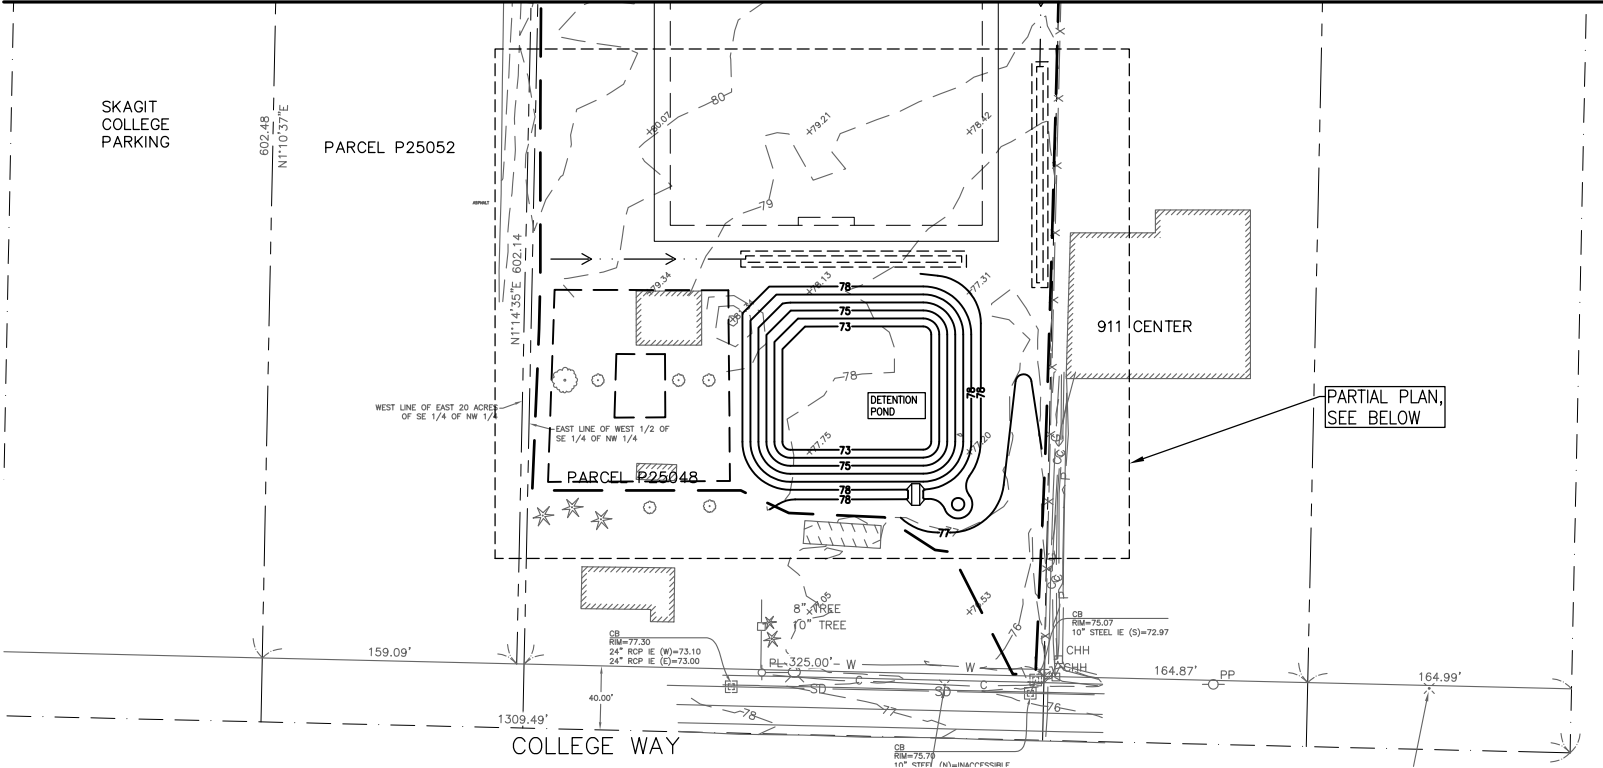 SKAGIT
COLLEGE
PARKING
602.48
N1°10'37"E
PARCEL P25052
ASPHALT
N1°14'35"E 602.14
80
+80.07
+79.21
+78.42
79
+79.34
+78.13
+77.31
78
75
73
78
78
78
DETENTION
POND
911 CENTER
PARTIAL PLAN,
SEE BELOW
WEST LINE OF EAST 20 ACRES
OF SE 1/4 OF NW 1/4
EAST LINE OF WEST 1/2 OF
SE 1/4 OF NW 1/4
+77.75
+77.20
73
75
78
78
PARCEL P25048
77
8" TREE
10" TREE
76
CB
RIM=75.07
10" STEEL IE (S)=72.97
CB
RIM=77.30
24" RCP IE (W)=73.10
24" RCP IE (E)=73.00
CHH
CHH
159.09'
PL
325.00'
W
W
164.87'
PP
164.99'
C
C
SD
SD
40.00'
78
77
76
1309.49'
COLLEGE WAY
CB
RIM=75.70
10" STEEL (N)=INACCESSIBLE